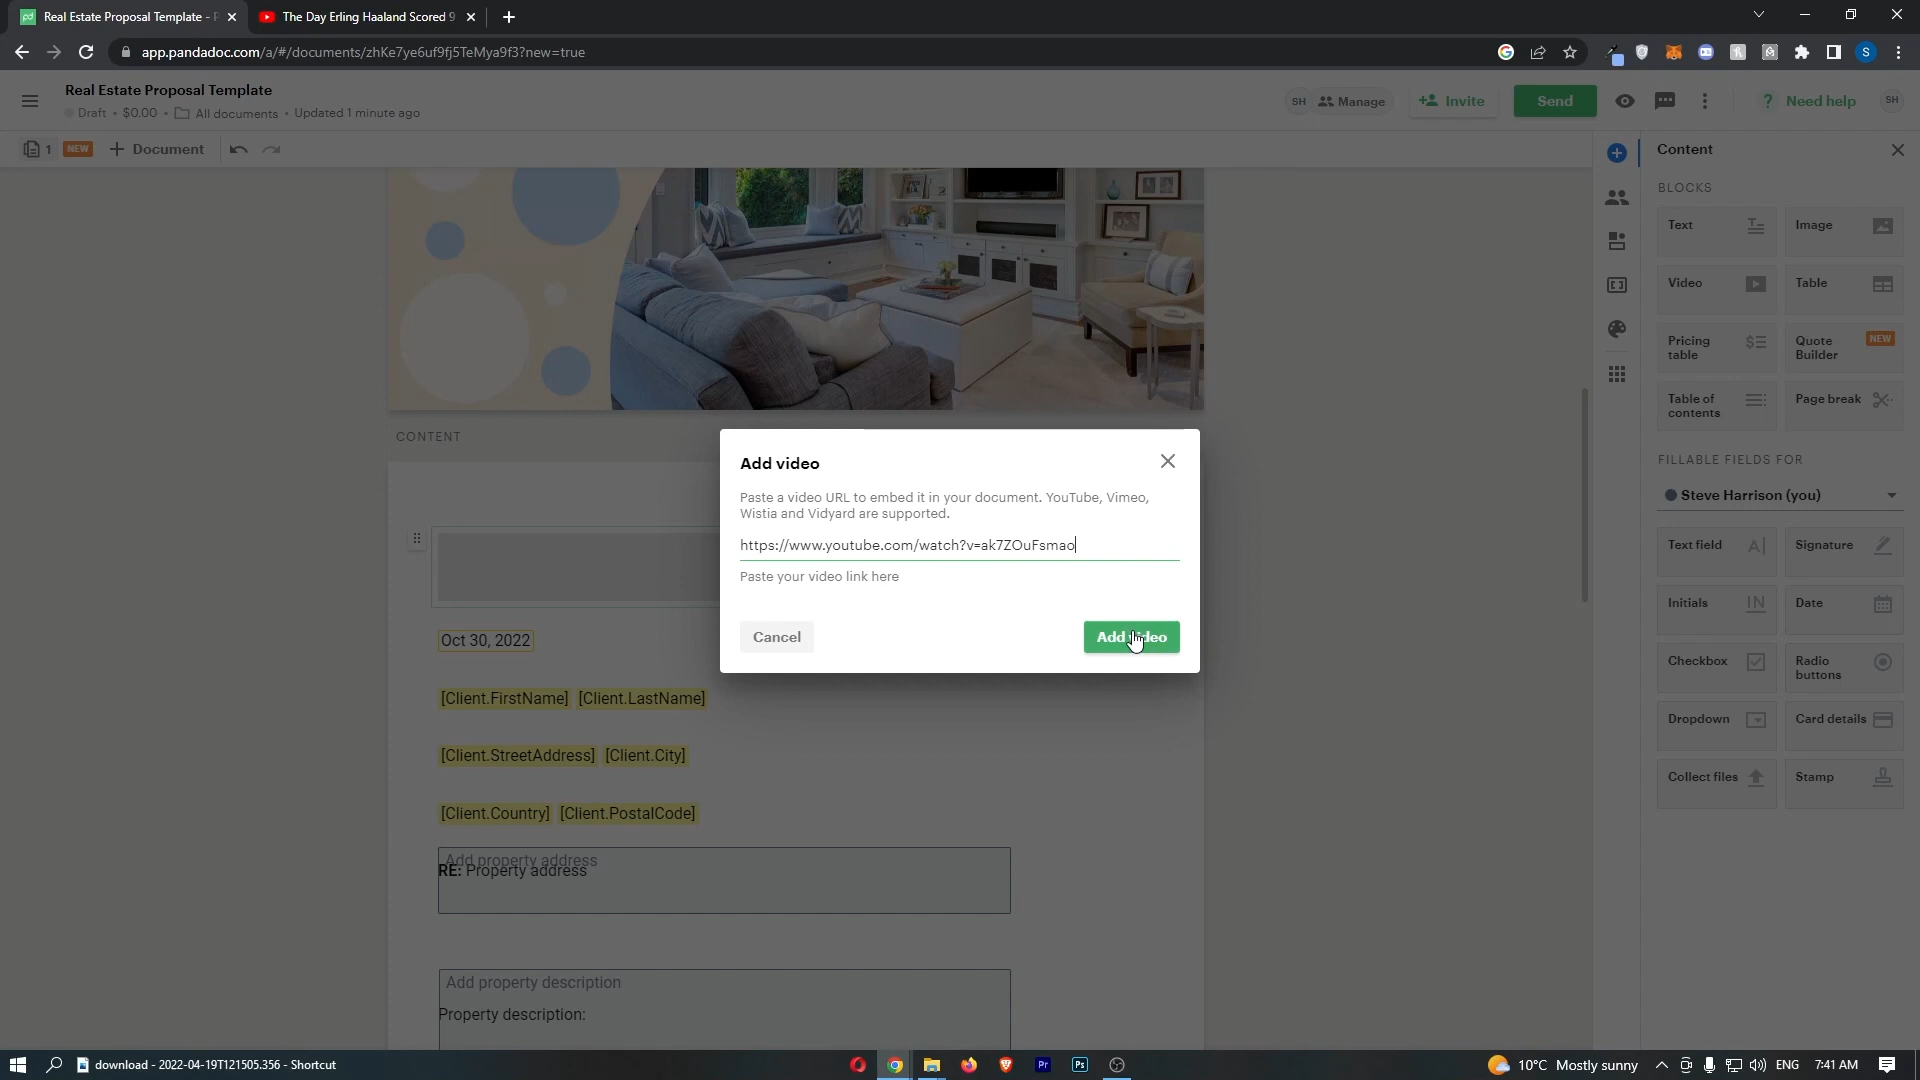 Real Estate Proposal Template - P
The Day Erling Haaland Scored 9
app.pandadoc.com/a/#/documents/zhKe7ye6uf9fj5TeMya9f3?new=true
S
Real Estate Proposal Template
Draft • $0.00 • All documents • Updated 1 minute ago
SH Manage
Invite
Send
? Need help
SH
1 NEW + Document
Content
BLOCKS
Text
Image
Video
Table
Pricing table
Quote Builder
NEW
Table of contents
Page break
FILLABLE FIELDS FOR
Steve Harrison (you)
Text field
Signature
Initials
Date
Checkbox
Radio buttons
Dropdown
Card details
Collect files
Stamp
CONTENT
Add video
Paste a video URL to embed it in your document. YouTube, Vimeo,
Wistia and Vidyard are supported.
https://www.youtube.com/watch?v=ak7ZOuFsmao
Paste your video link here
Cancel
Add video
Oct 30, 2022
[Client.FirstName] [Client.LastName]
[Client.StreetAddress] [Client.City]
[Client.Country] [Client.PostalCode]
Add property address
RE: Property address
Add property description
Property description:
download - 2022-04-19T121505.356 - Shortcut
Pr
Ps
10°C Mostly sunny
ENG
7:41 AM